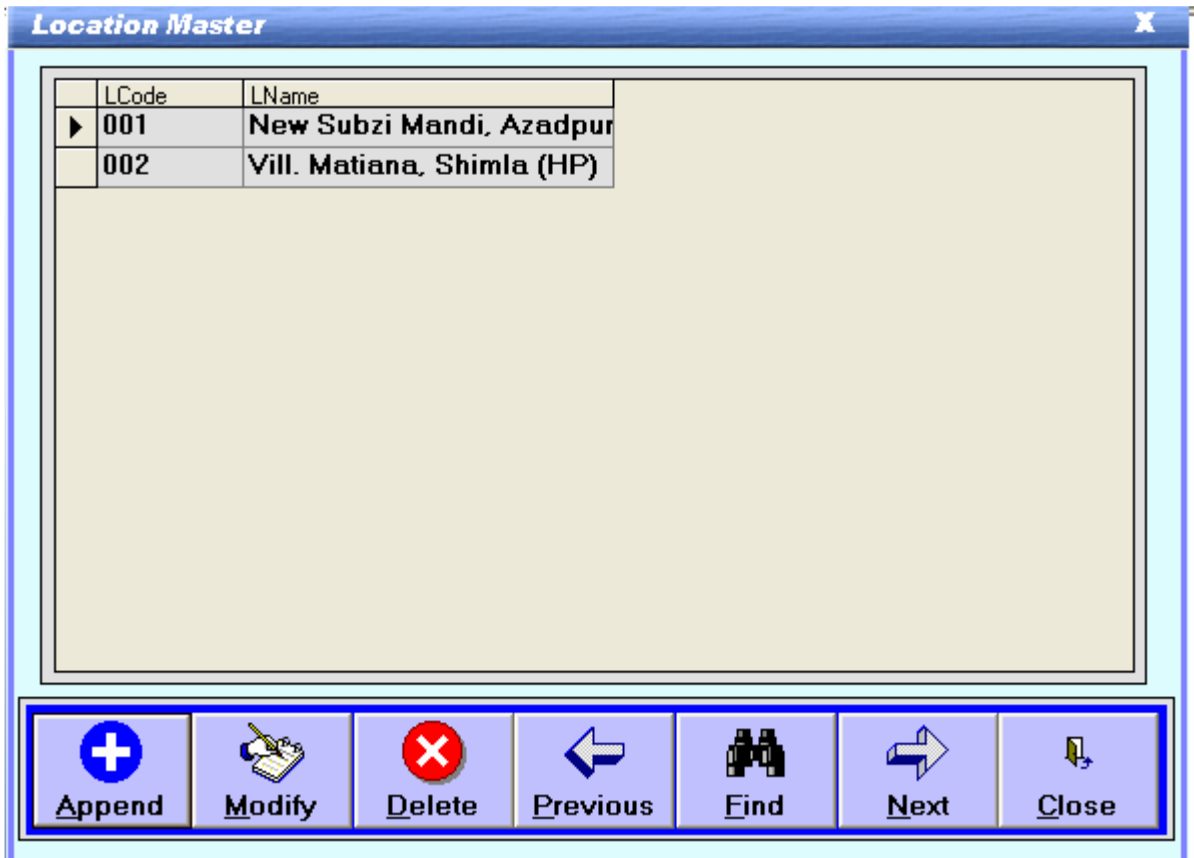 Location Master X
LCode LName
001 New Subzi Mandi, Azadpur
002 Vill. Matiana, Shimla (HP)
Append Modify Delete Previous Find Next Close